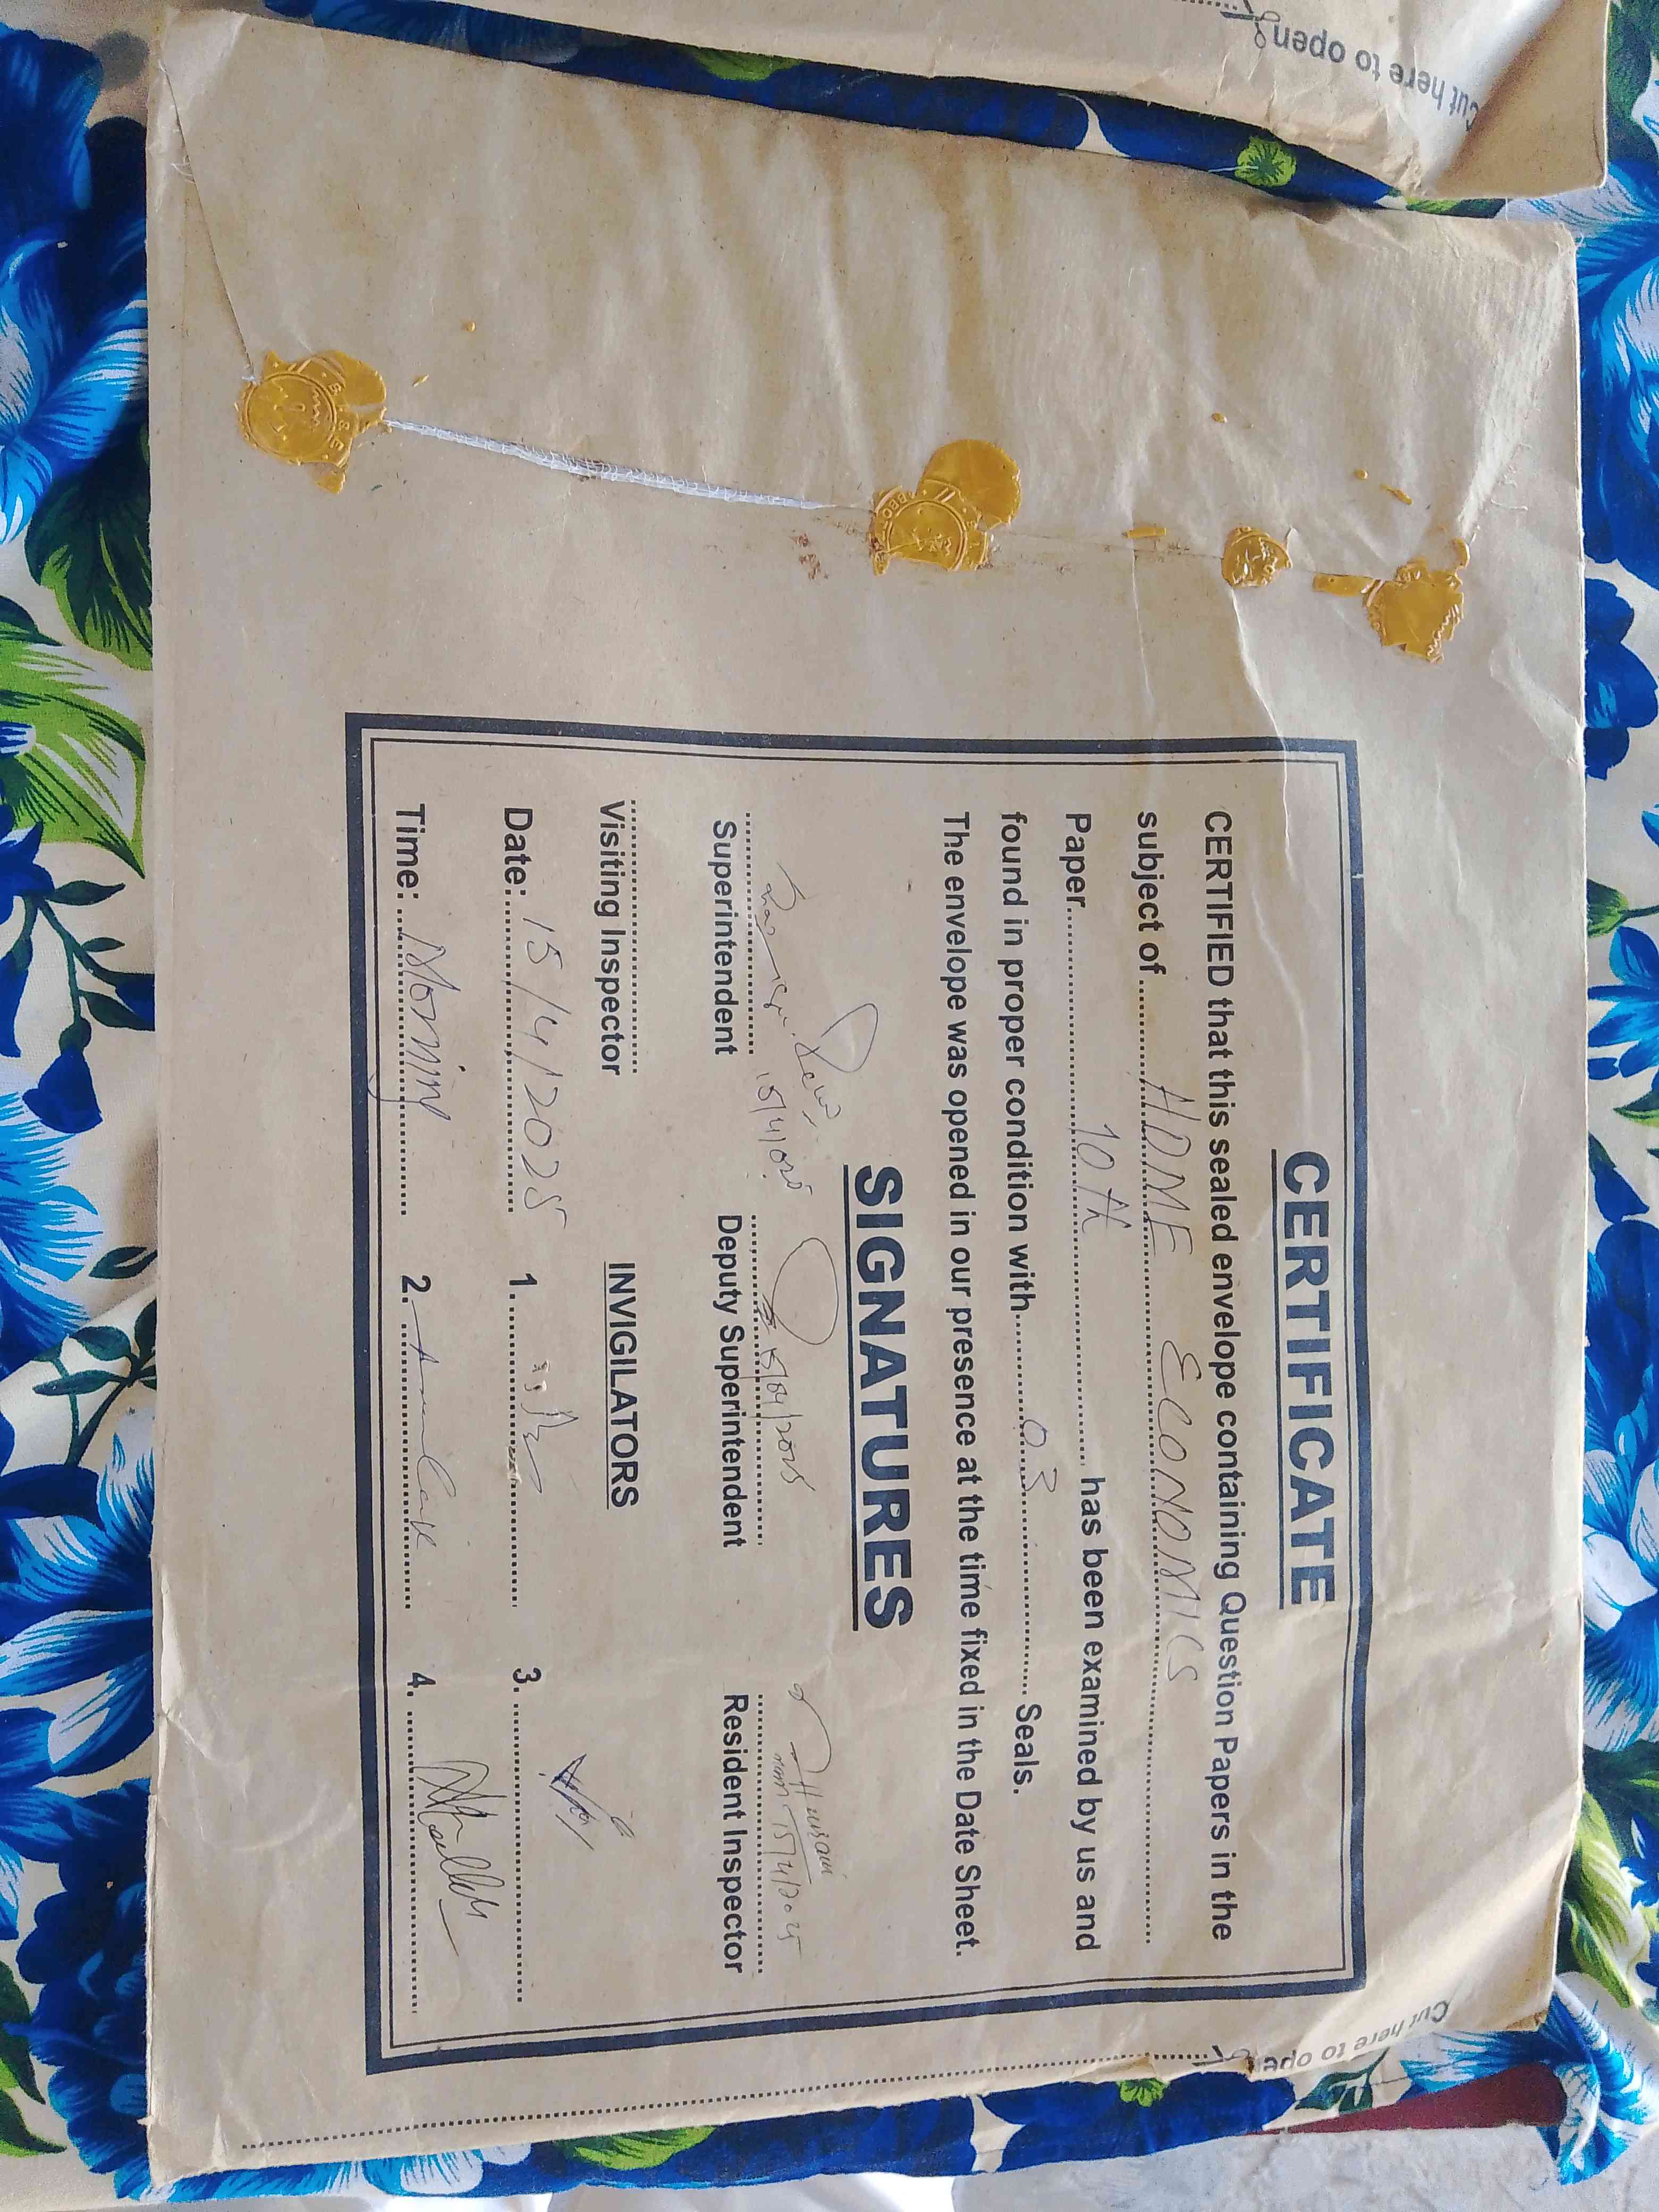 Cut here to open
CERTIFICATE
CERTIFIED that this sealed envelope containing Question Papers in the
subject of HOME ECONOMICS
Paper 10th has been examined by us and
found in proper condition with 03 Seals.
The envelope was opened in our presence at the time fixed in the Date Sheet.
SIGNATURES
15/4/025 15/04/2025 Hussain 15/4/2025
Superintendent Deputy Superintendent Resident Inspector
Visiting Inspector INVIGILATORS
Date: 15/4/2025 1. 3.
Time: Morning 2. 4.
Cut here to ope